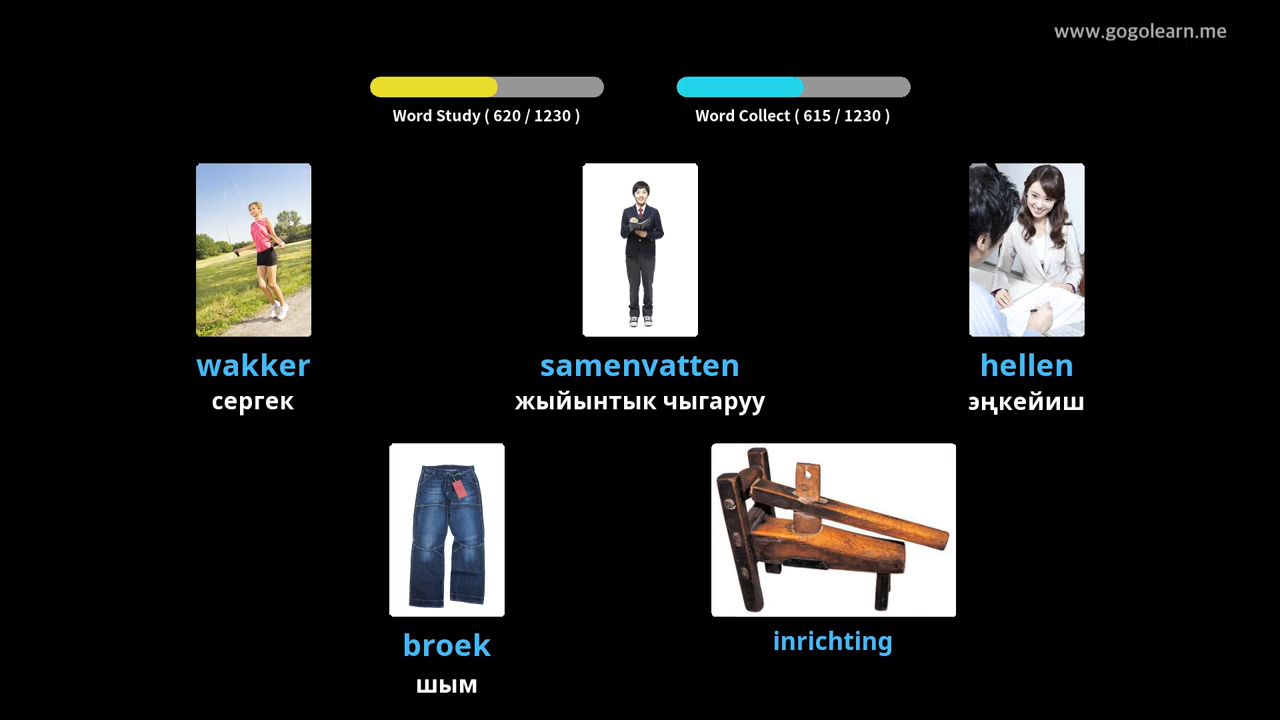 www.gogolearn.me
Word Study ( 620 / 1230 )
Word Collect ( 615 / 1230 )
wakker
samenvatten
hellen
сергек
жыйынтык чыгаруу
эңкейиш
broek
inrichting
шым